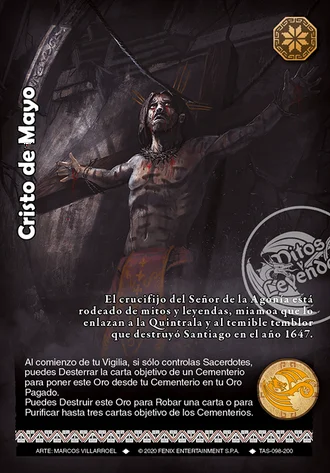 Cristo de Mayo
Mitos y
Leyendas
El crucifijo del Señor de la Agonía está
rodeado de mitos y leyendas, miamoa que lo
enlazan a la Quintrala y al temible temblor
que destruyó Santiago en el año 1647.
Al comienzo de tu Vigilia, si sólo controlas Sacerdotes,
puedes Desterrar la carta objetivo de un Cementerio
para poner este Oro desde tu Cementerio en tu Oro
Pagado.
Puedes Destruir este Oro para Robar una carta o para
Purificar hasta tres cartas objetivo de los Cementerios.
ARTE: MARCOS VILLARROEL © 2020 FENIX ENTERTAINMENT S.P.A. TAS-098-200